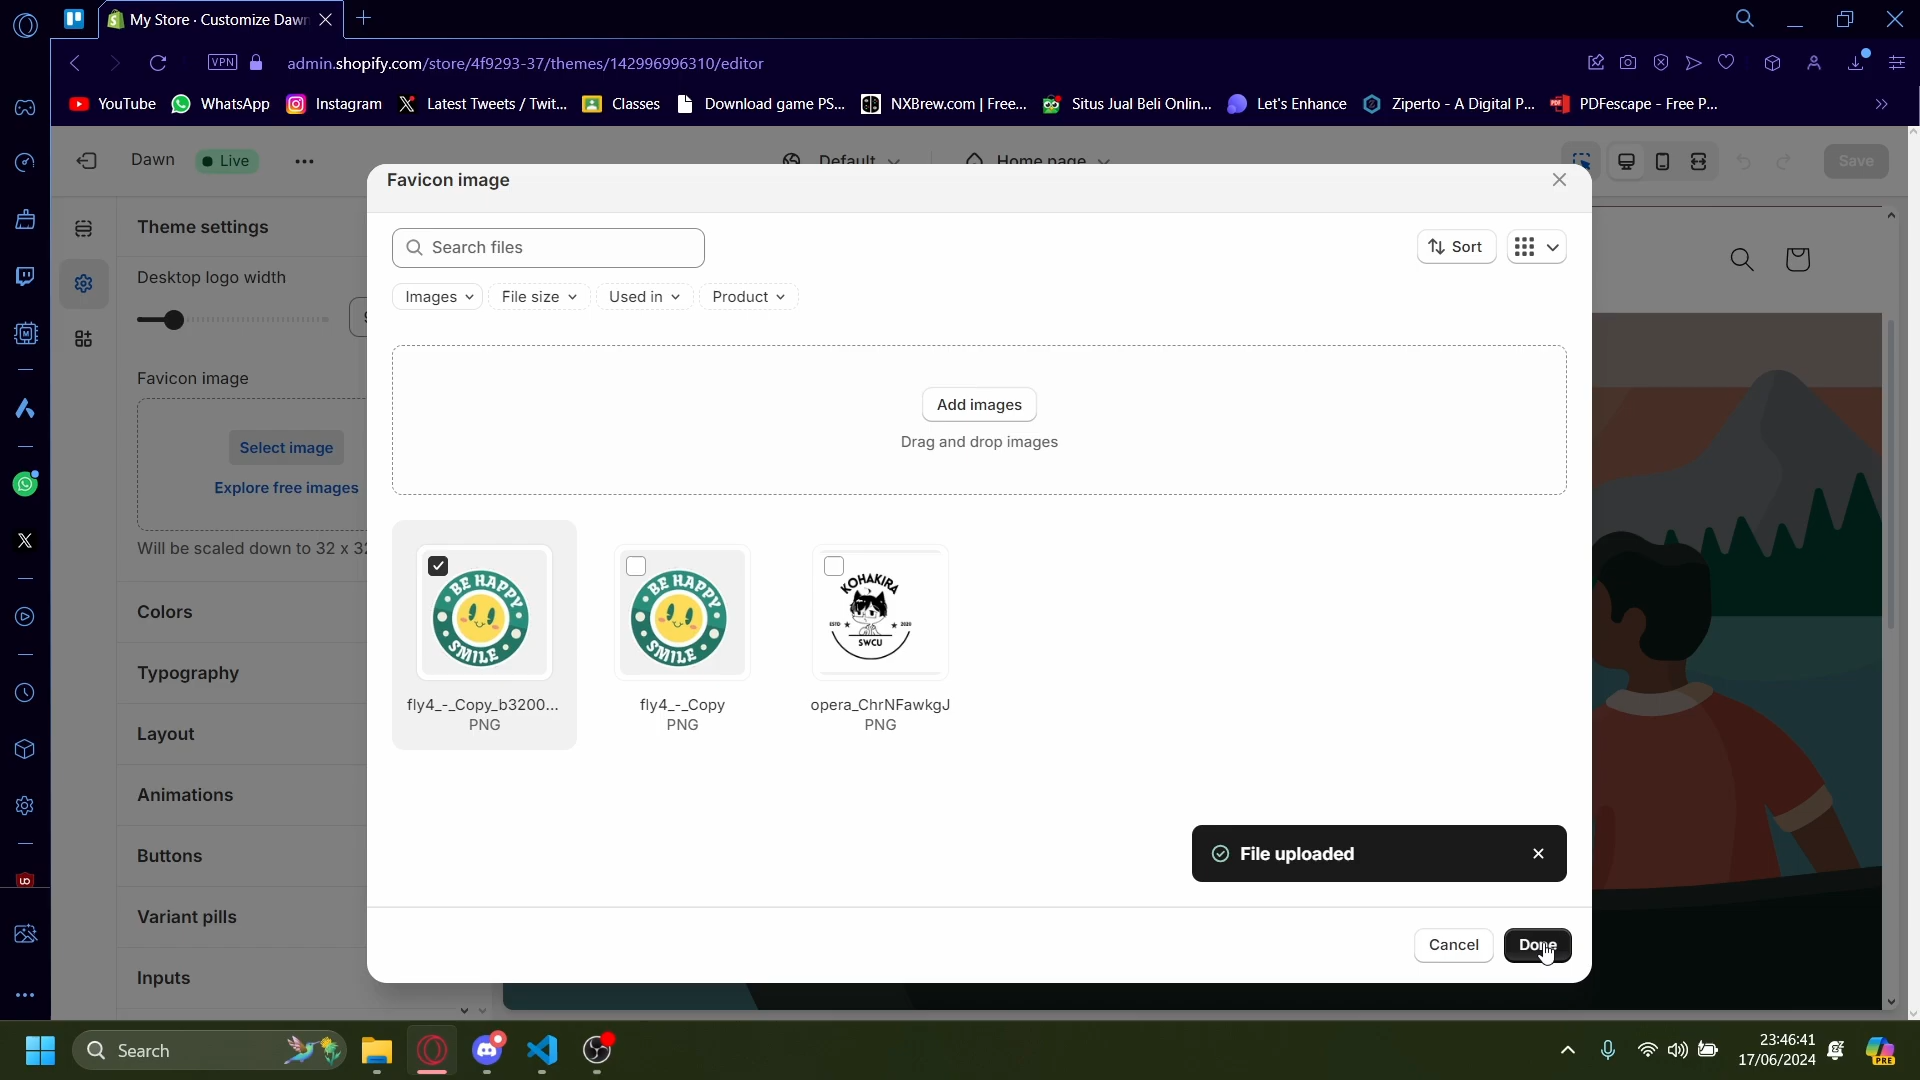 My Store · Customize Dawn
VPN
admin.shopify.com/store/4f9293-37/themes/142996996310/editor
YouTube
WhatsApp
Instagram
Latest Tweets / Twit...
Classes
Download game PS...
NXBrew.com | Free...
Situs Jual Beli Onlin...
Let's Enhance
Ziperto - A Digital P...
PDFescape - Free P...
Dawn
Live
Default
Home page
Save
Theme settings
Desktop logo width
Favicon image
Select image
Explore free images
Will be scaled down to 32 x 32
Colors
Typography
Layout
Animations
Buttons
Variant pills
Inputs
Favicon image
Search files
Sort
Images
File size
Used in
Product
Add images
Drag and drop images
BE HAPPY
SMILE
fly4_-_Copy_b3200...
PNG
BE HAPPY
SMILE
fly4_-_Copy
PNG
KOHAKIRA
ESTD
2020
SWCU
opera_ChrNFawkgJ
PNG
File uploaded
Cancel
Done
Search
23:46:41
17/06/2024
PRE